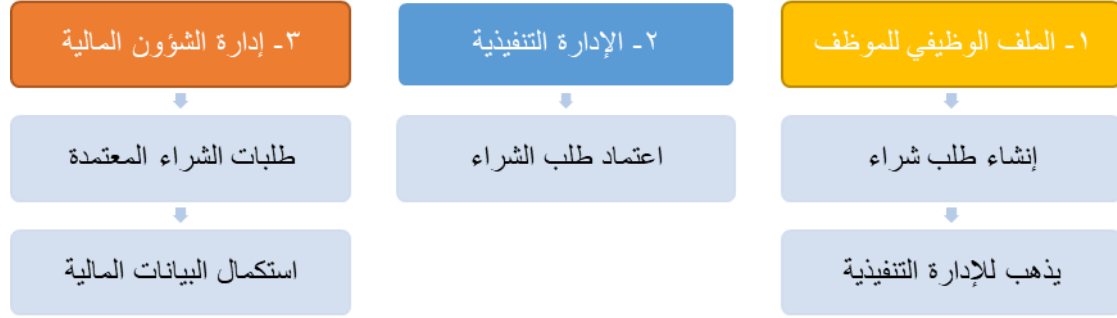 ١- الملف الوظيفي للموظف
إنشاء طلب شراء
يذهب للإدارة التنفيذية
٢- الإدارة التنفيذية
اعتماد طلب الشراء
٣- إدارة الشؤون المالية
طلبات الشراء المعتمدة
استكمال البيانات المالية